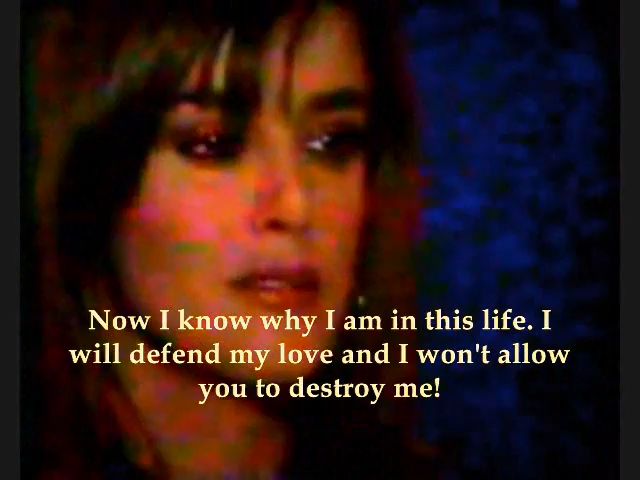 Now I know why I am in this life. I
will defend my love and I won't allow
you to destroy me!